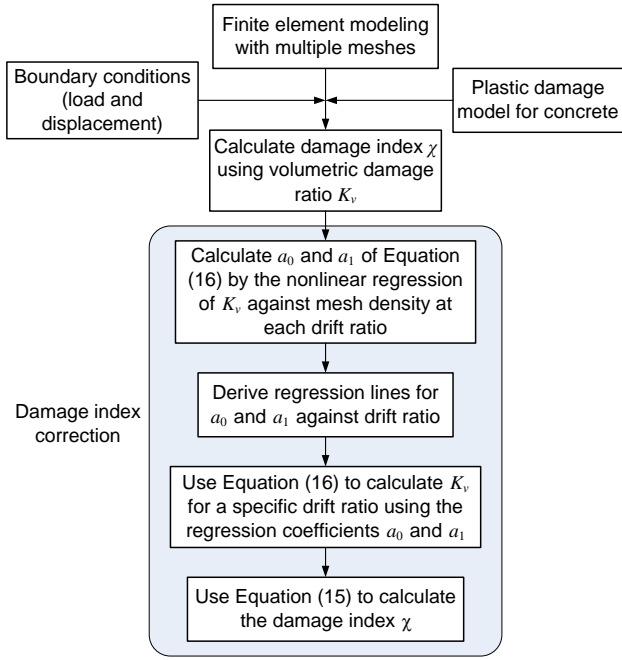 Finite element modeling
with multiple meshes
Boundary conditions
(load and
displacement)
Plastic damage
model for concrete
Calculate damage index χ
using volumetric damage
ratio Kᵥ
Calculate a₀ and a₁ of Equation
(16) by the nonlinear regression
of Kᵥ against mesh density at
each drift ratio
Damage index
correction
Derive regression lines for
a₀ and a₁ against drift ratio
Use Equation (16) to calculate Kᵥ
for a specific drift ratio using the
regression coefficients a₀ and a₁
Use Equation (15) to calculate
the damage index χ